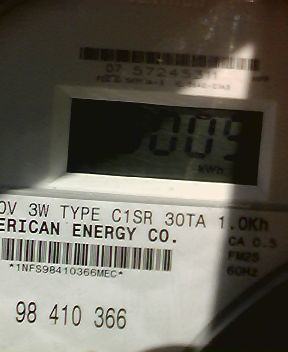 07 572453
009
kWh
0V 3W TYPE C1SR 30TA 1.0Kh
ERICAN ENERGY CO.
CA 0.5
FM2S
60Hz
*1NFS98410366MEC*
98 410 366